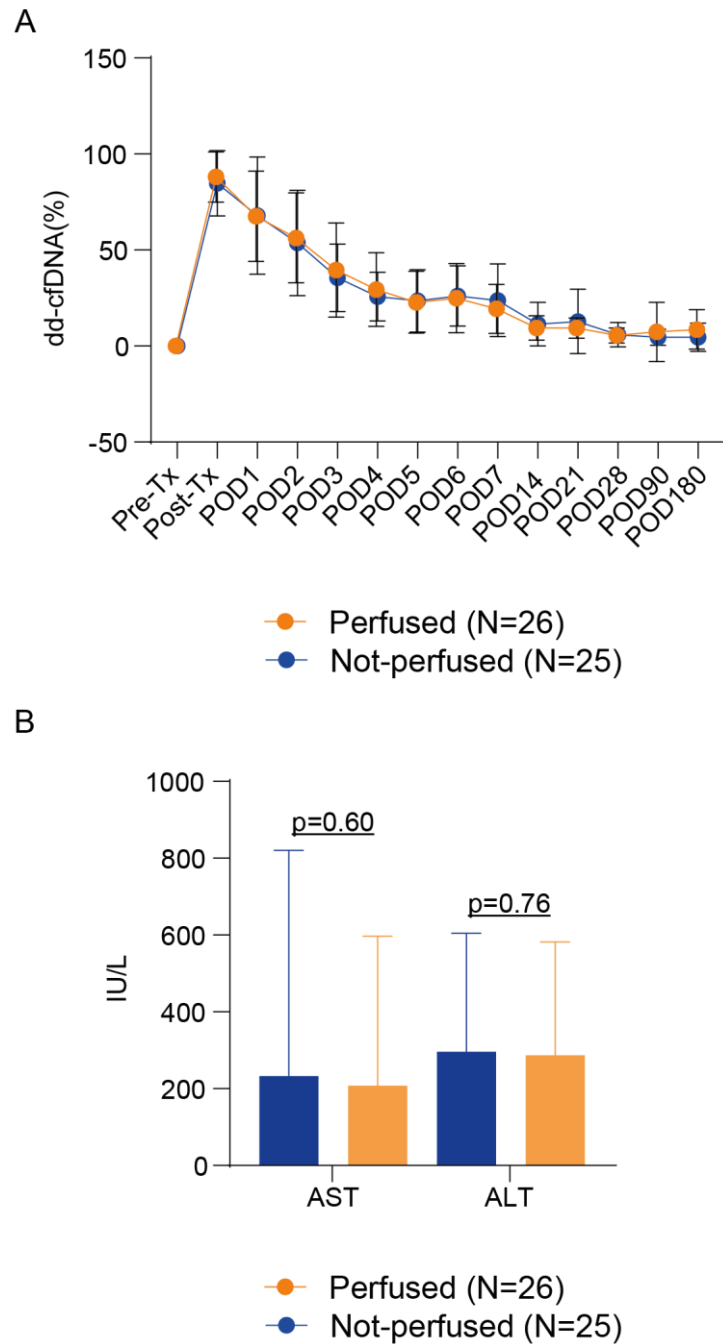 A
150
100
50
0
-50
dd-cfDNA(%)
Pre-Tx
Post-Tx
POD1
POD2
POD3
POD4
POD5
POD6
POD7
POD14
POD21
POD28
POD90
POD180
Perfused (N=26)
Not-perfused (N=25)
B
1000
800
600
400
200
0
IU/L
p=0.60
p=0.76
AST
ALT
Perfused (N=26)
Not-perfused (N=25)